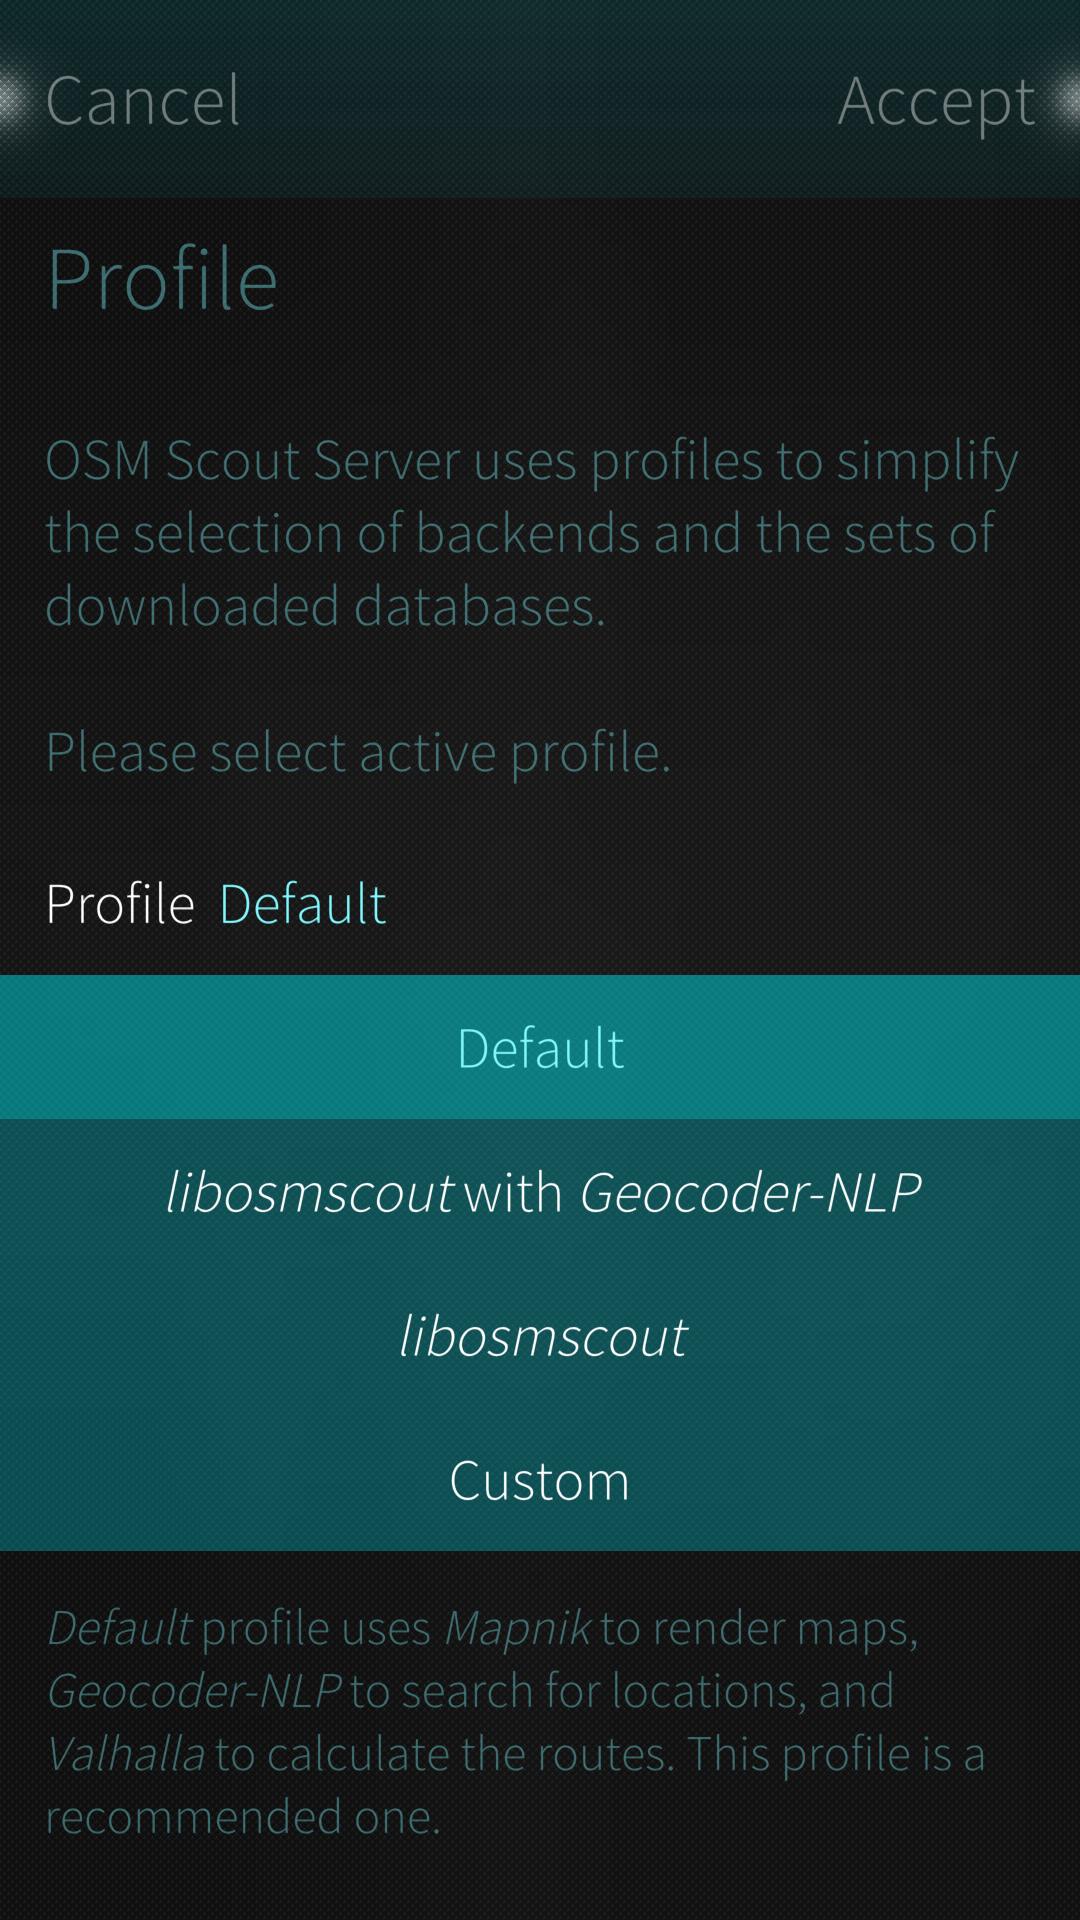 Cancel
Accept
Profile
OSM Scout Server uses profiles to simplify
the selection of backends and the sets of
downloaded databases.
Please select active profile.
Profile Default
Default
libosmscout with Geocoder-NLP
libosmscout
Custom
Default profile uses Mapnik to render maps,
Geocoder-NLP to search for locations, and
Valhalla to calculate the routes. This profile is a
recommended one.